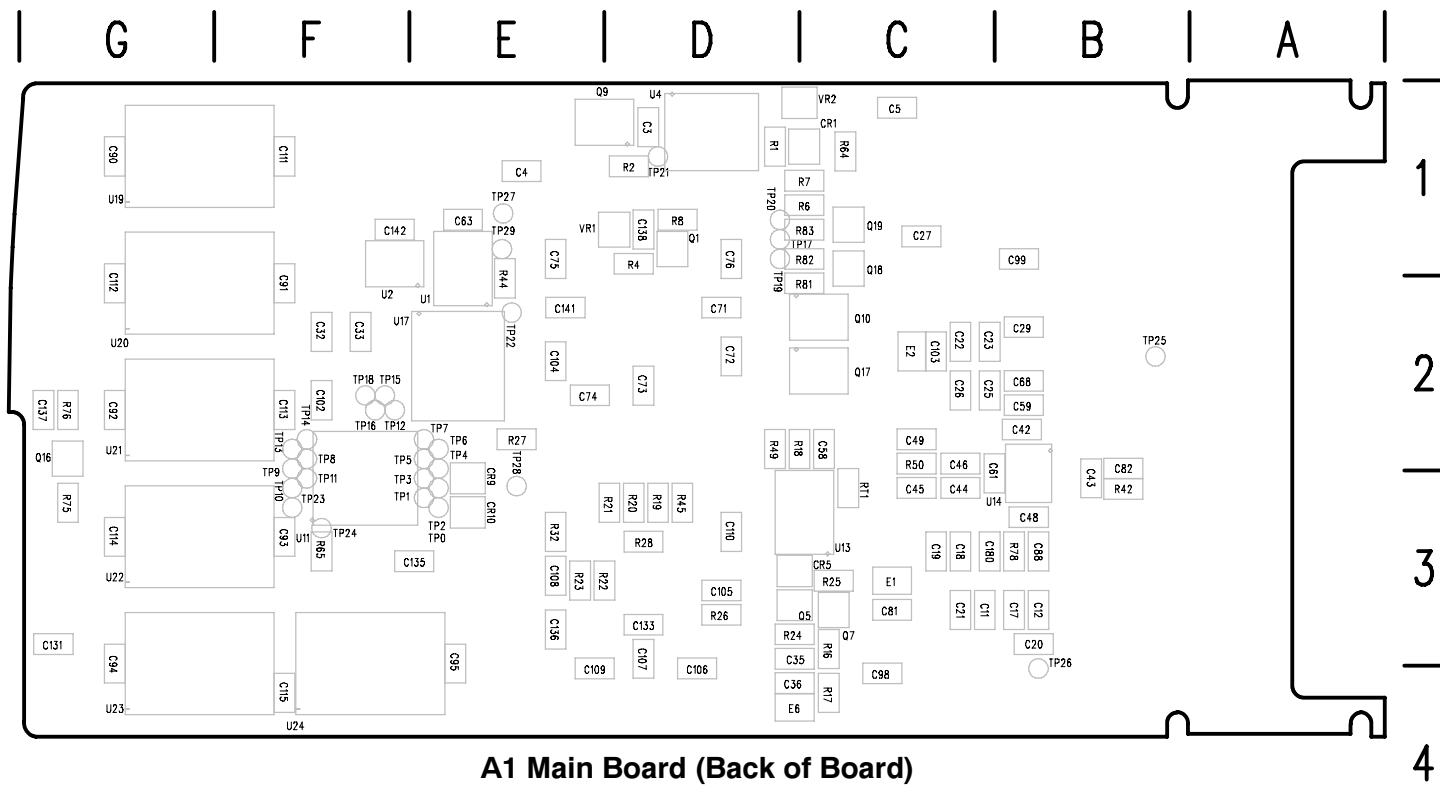 G F E D C B A
Q9 U4 VR2 C5
C3 CR1
C90 C111 R2 TP21 R1 R64 1
C4
U19 TP27 R7
TP20 R6
C142 C63 VR1 C138 R8 Q1 R83 Q19 C27
TP29 TP17
C112 C91 R44 C75 R4 C76 R82 Q18 C99
U2 U1 TP19 R81
U17 C141 C71 Q10
U20 C32 C33 TP22 C29
C104 C72 E2 C103 C22 C23 TP25
Q17 2
TP18 TP15 C73 C26 C25 C68
C137 R76 C92 C113 C102 C74 C59
TP14 TP16 TP12
TP13 TP7 C42
U21 TP6 R27 R49 R18 C58 C49
Q16 TP9 TP8 TP5 TP4 TP28 R50 C46 C61 C82
TP10 TP11 TP3 CR9 C45 C44 U14 C43 R42
R75 TP23 TP1 CR10 R21 R20 R19 R45 RT1
TP2 C48
C114 C93 U11 R65 TP24 TP0 R32 R28 C110 U13
C135 CR5 C19 C18 C180 R78 C88
U22 C108 R23 R22 C105 R25 E1 3
R26 Q5 C81 C21 C11 C17 C12
C136 C133 R24 Q7
C131 C20
C94 C95 C109 C107 C106 C35 R16 C98 TP26
C115 C36 R17
U23 U24 E6
A1 Main Board (Back of Board) 4